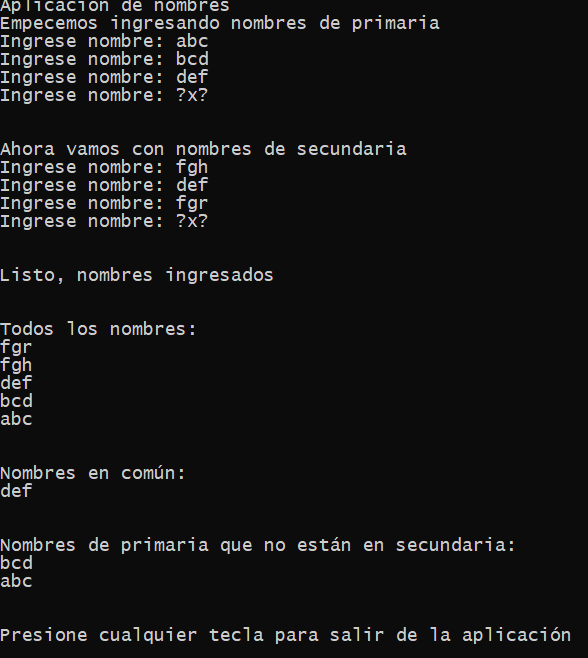 Aplicación de nombres
Empecemos ingresando nombres de primaria
Ingrese nombre: abc
Ingrese nombre: bcd
Ingrese nombre: def
Ingrese nombre: ?x?
Ahora vamos con nombres de secundaria
Ingrese nombre: fgh
Ingrese nombre: def
Ingrese nombre: fgr
Ingrese nombre: ?x?
Listo, nombres ingresados
Todos los nombres:
fgr
fgh
def
bcd
abc
Nombres en común:
def
Nombres de primaria que no están en secundaria:
bcd
abc
Presione cualquier tecla para salir de la aplicación